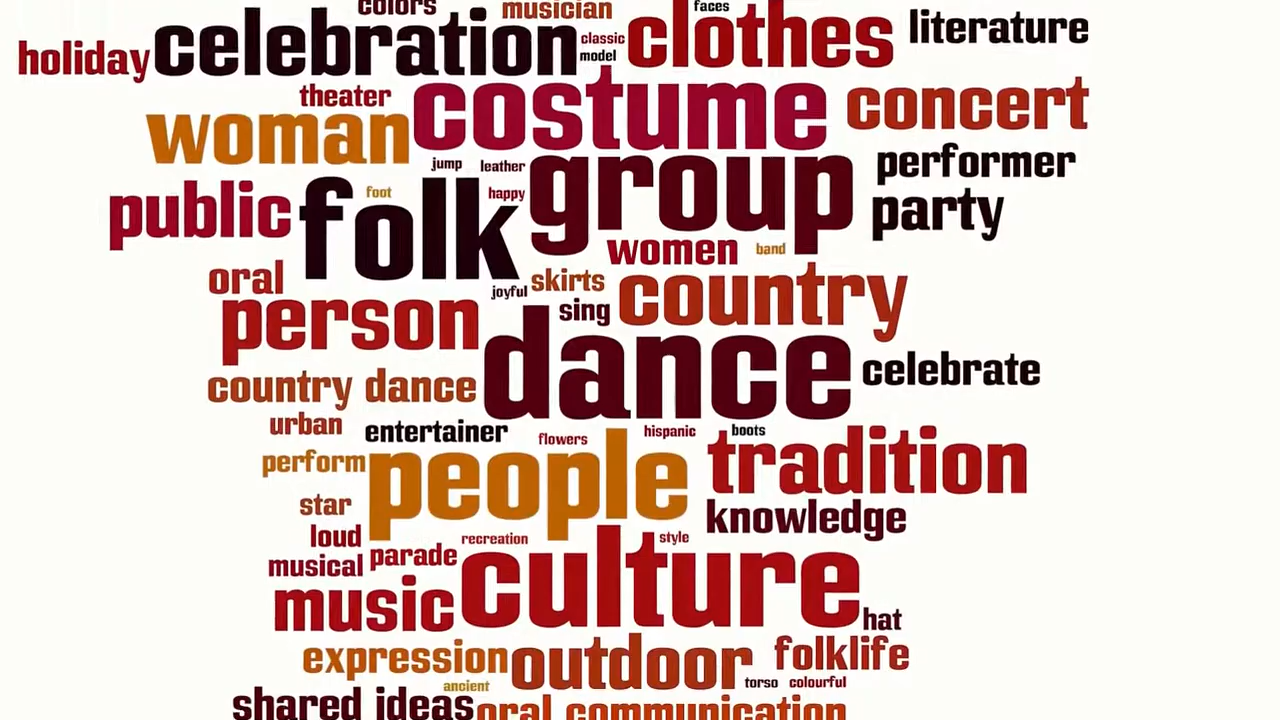 colors musician faces
holiday celebration classic clothes literature
model
theater costume concert
woman
jump leather group performer
public folk foot happy party
women band
oral skirts country
joyful sing
person
dance celebrate
country dance
urban entertainer flowers hispanic boots
perform people tradition
star knowledge
loud recreation style
musical parade culture
music hat
expression outdoor folklife
ancient torso colourful
shared ideas oral communication